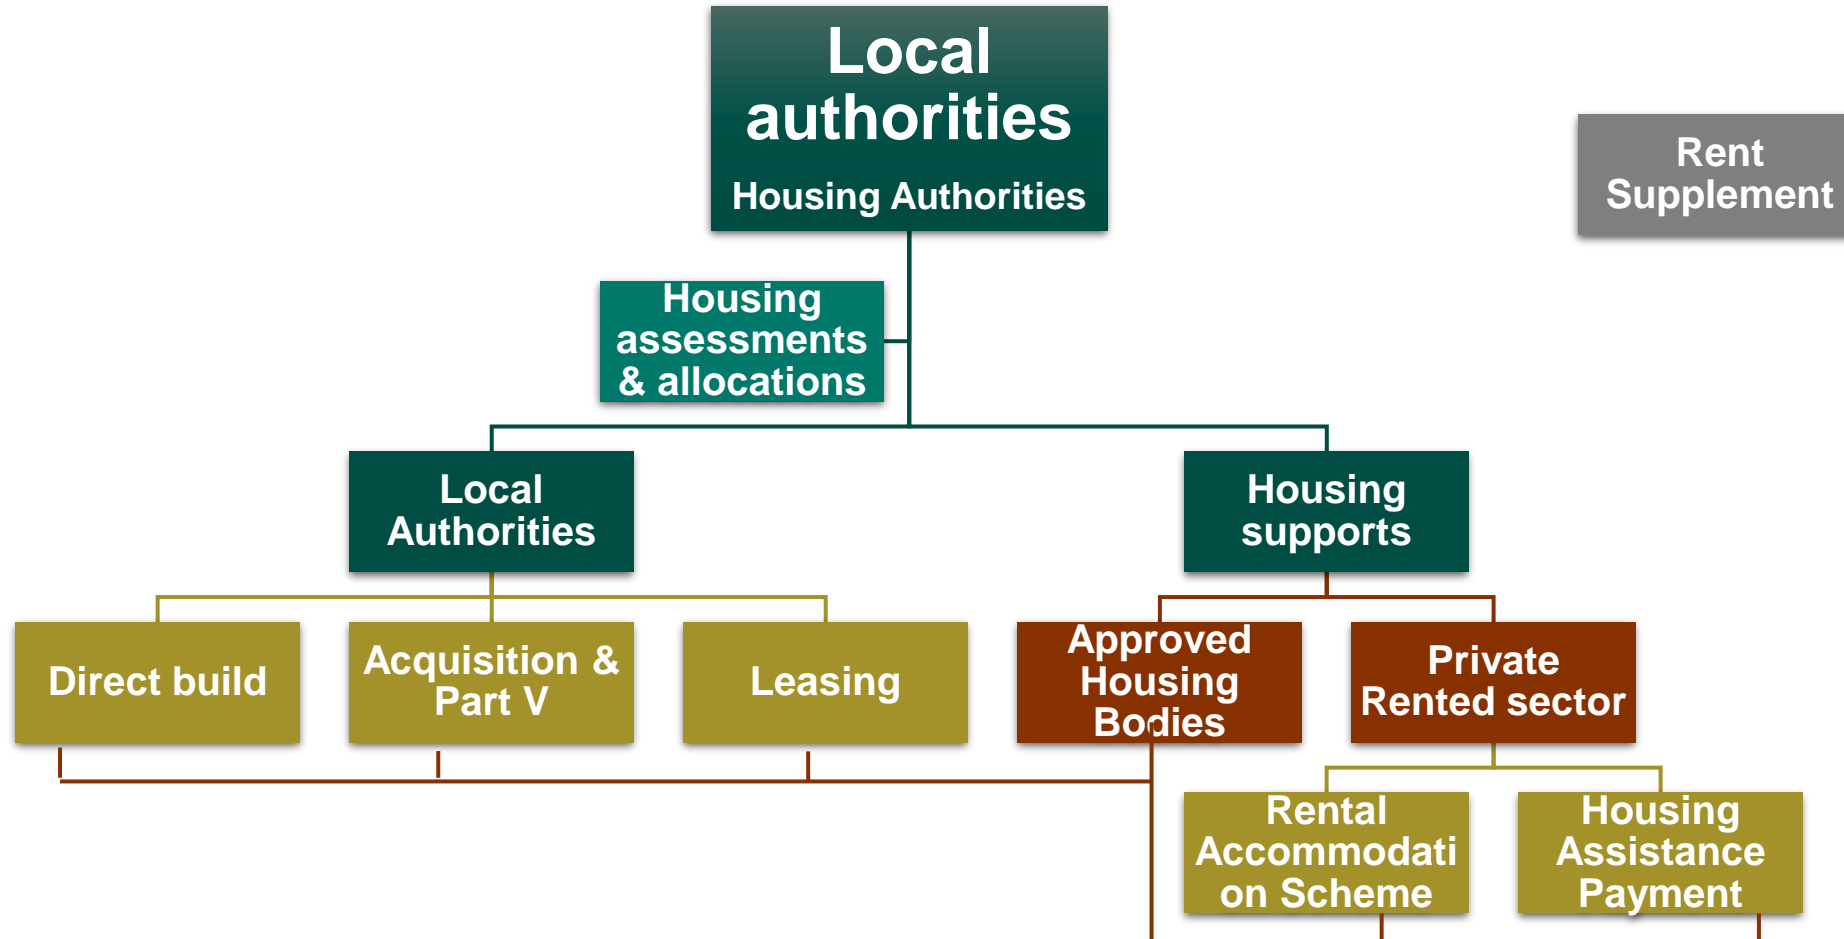 Local
authorities
Housing Authorities
Rent
Supplement
Housing
assessments
& allocations
Local
Authorities
Housing
supports
Direct build
Acquisition &
Part V
Leasing
Approved
Housing
Bodies
Private
Rented sector
Rental
Accommodati
on Scheme
Housing
Assistance
Payment